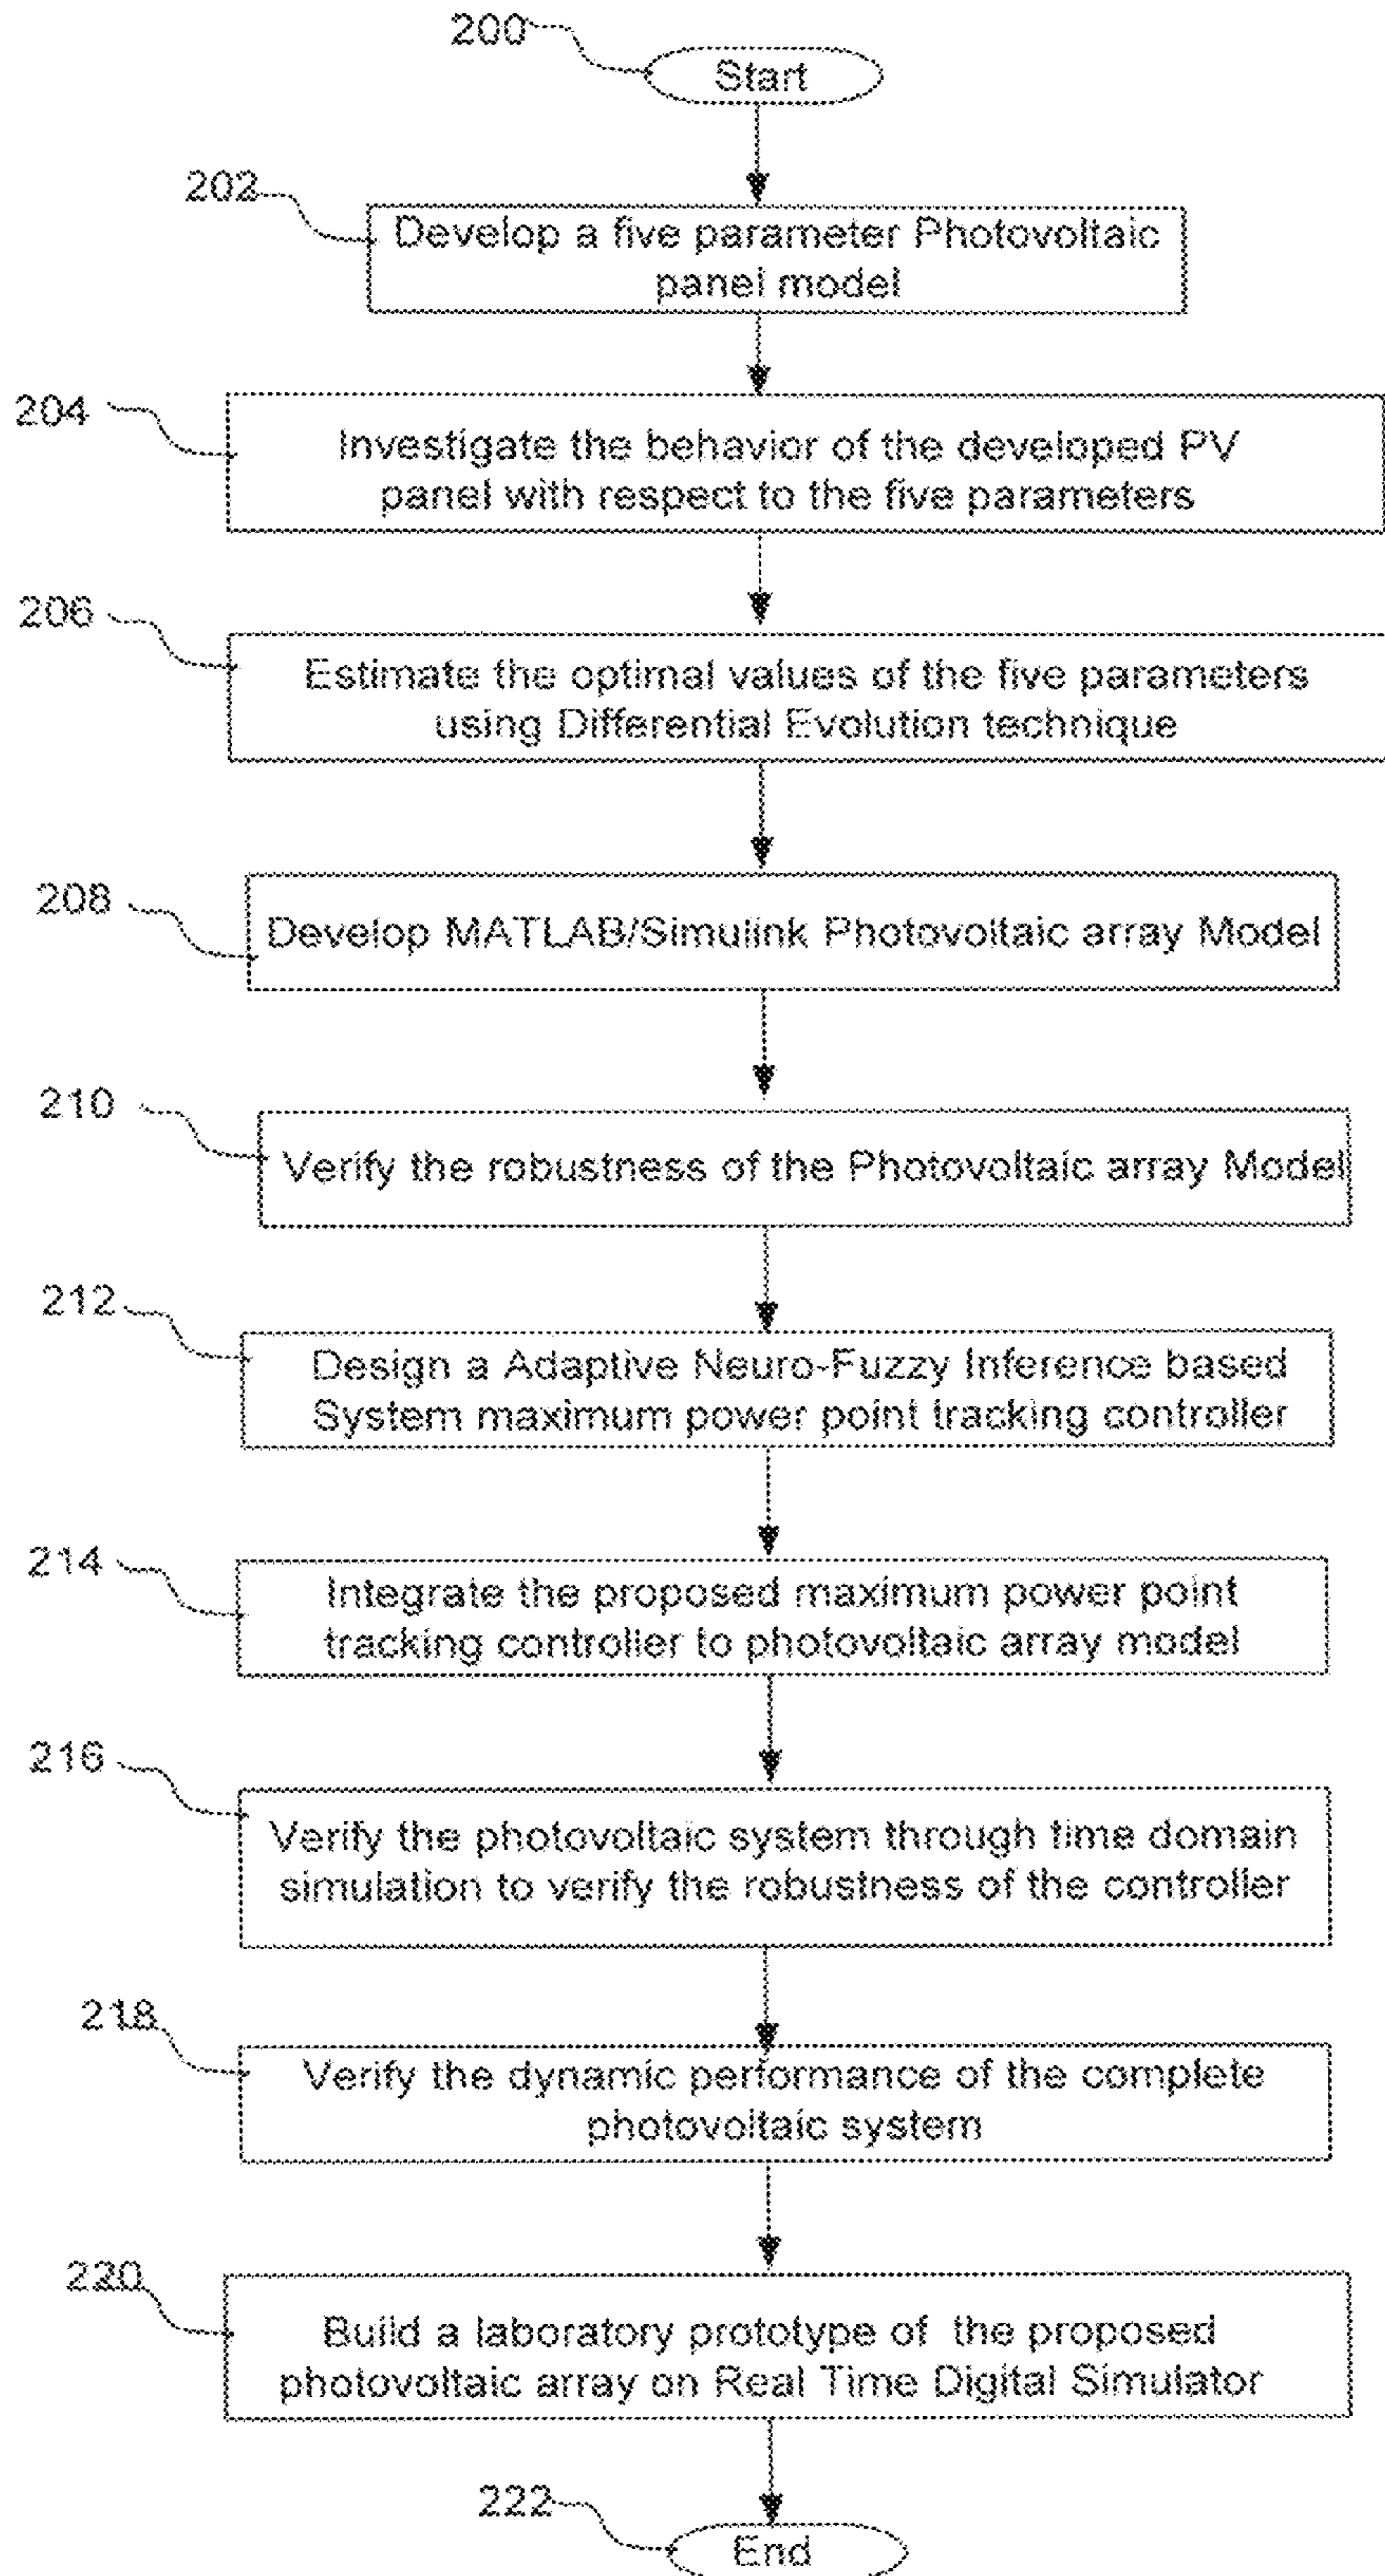 200
Start
202
Develop a five parameter Photovoltaic
panel model
204
Investigate the behavior of the developed PV
panel with respect to the five parameters
206
Estimate the optimal values of the five parameters
using Differential Evolution technique
208
Develop MATLAB/Simulink Photovoltaic array Model
210
Verify the robustness of the Photovoltaic array Model
212
Design a Adaptive Neuro-Fuzzy Inference based
System maximum power point tracking controller
214
Integrate the proposed maximum power point
tracking controller to photovoltaic array model
216
Verify the photovoltaic system through time domain
simulation to verify the robustness of the controller
218
Verify the dynamic performance of the complete
photovoltaic system
220
Build a laboratory prototype of the proposed
photovoltaic array on Real Time Digital Simulator
222
End